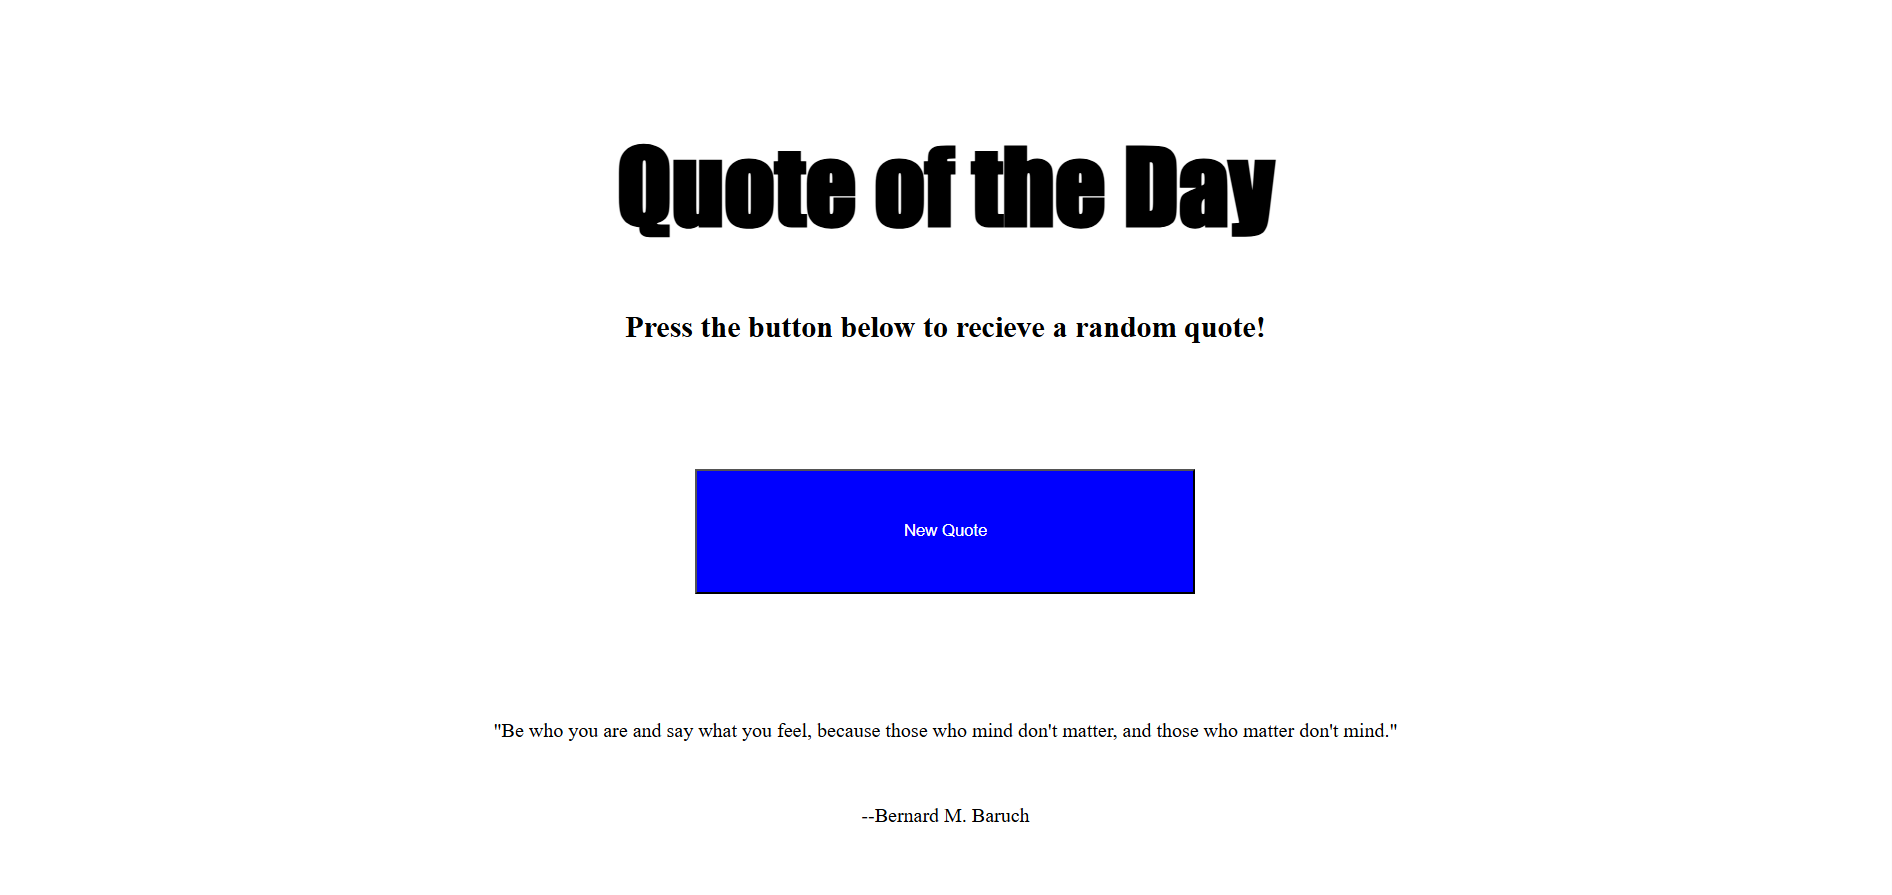 Quote of the Day
Press the button below to recieve a random quote!
New Quote
"Be who you are and say what you feel, because those who mind don't matter, and those who matter don't mind."
--Bernard M. Baruch